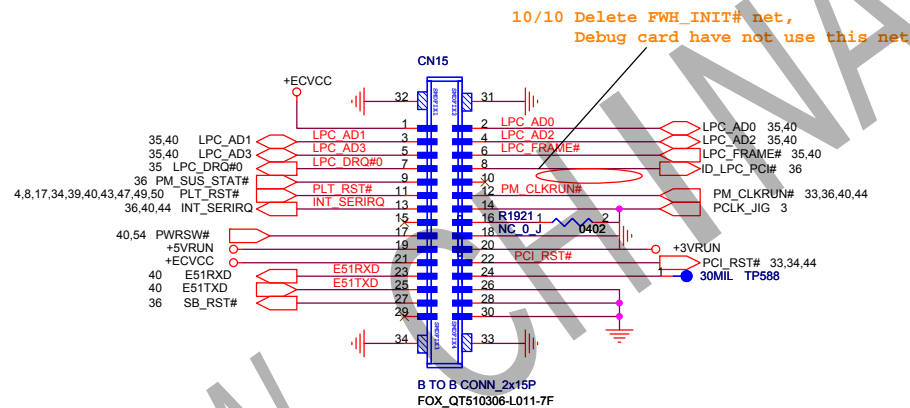 10/10 Delete FWH_INIT# net,
Debug card have not use this net
CN15
+ECVCC
32 SMDFIX1 SMDFIX2 31
1 2 LPC_AD0 LPC_AD0 35,40
35,40 LPC_AD1 LPC_AD1 3 4 LPC_AD2 LPC_AD2 35,40
35,40 LPC_AD3 LPC_AD3 5 6 LPC_FRAME# LPC_FRAME# 35,40
35 LPC_DRQ#0 LPC_DRQ#0 7 8 ID_LPC_PCI# 36
36 PM_SUS_STAT# 9 10
4,8,17,34,39,40,43,47,49,50 PLT_RST# PLT_RST# 11 12 PM_CLKRUN# PM_CLKRUN# 33,36,40,44
36,40,44 INT_SERIRQ INT_SERIRQ 13 14 PCLK_JIG 3
15 16 R1921 1 2
NC_0_J 0402
40,54 PWRSW# 17 18
+5VRUN 19 20 +3VRUN
+ECVCC 21 22 PCI_RST# PCI_RST# 33,34,44
40 E51RXD E51RXD 23 24 1 30MIL TP588
40 E51TXD E51TXD 25 26
36 SB_RST# 27 28
29 30
34 SMDFIX3 SMDFIX4 33
B TO B CONN_2x15P
FOX_QT510306-L011-7F
CHINA